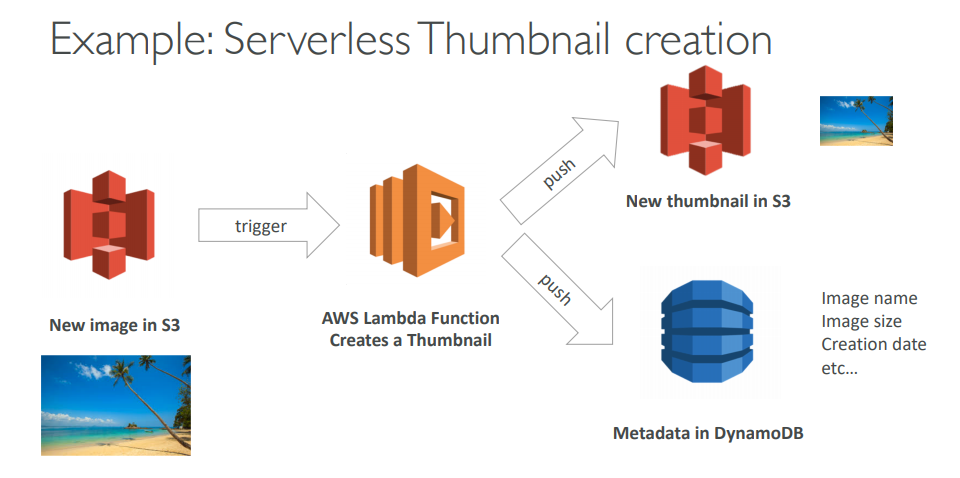 Example: Serverless Thumbnail creation
New image in S3
trigger
AWS Lambda Function
Creates a Thumbnail
push
New thumbnail in S3
push
Metadata in DynamoDB
Image name
Image size
Creation date
etc...